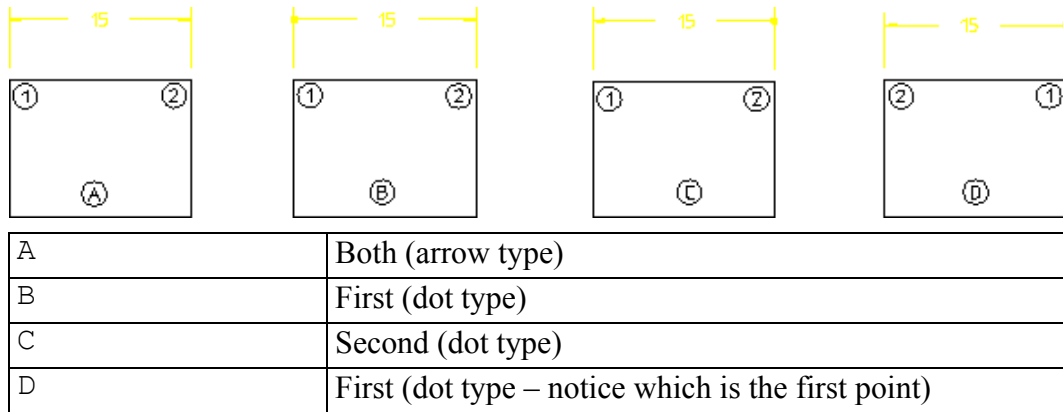 15 15 15 15
① ② ① ② ① ② ② ①
Ⓐ Ⓑ Ⓒ Ⓓ
A Both (arrow type)
B First (dot type)
C Second (dot type)
D First (dot type – notice which is the first point)